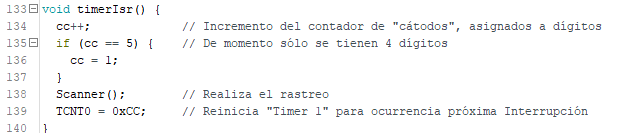 133 void timerIsr() {
134 cc++; // Incremento del contador de "cátodos", asignados a dígitos
135 if (cc == 5) { // De momento sólo se tienen 4 dígitos
136 cc = 1;
137 }
138 Scanner(); // Realiza el rastreo
139 TCNT0 = 0xCC; // Reinicia "Timer 1" para ocurrencia próxima Interrupción
140 }